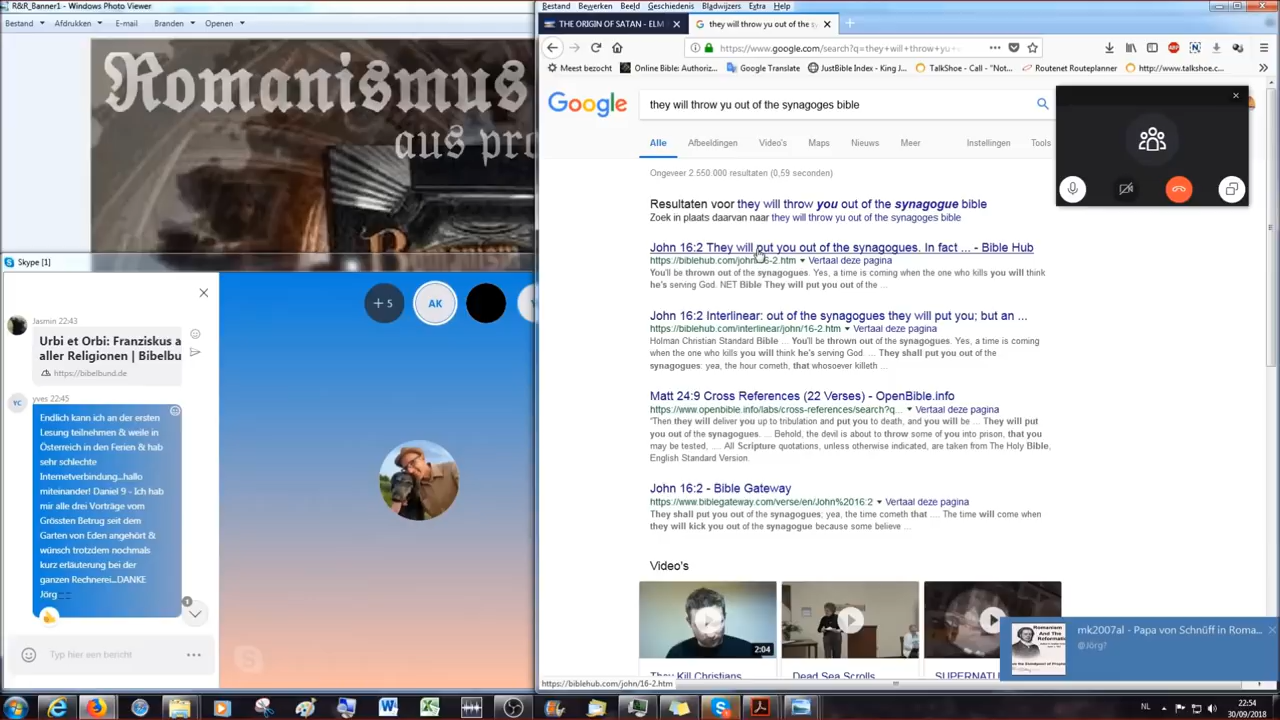 R&R_Banner1 - Windows Photo Viewer
Bestand Afdrukken E-mail Branden Openen
Romanismus
aus pro
Skype [1]
Jasmin 22:43
Urbi et Orbi: Franziskus a
aller Religionen | Bibelbu
https://bibelbund.de
YC
yves 22:45
Endlich kann ich an der ersten
Lesung teilnehmen & weile in
Österreich in den Ferien & hab
sehr schlechte
Internetverbindung...hallo
miteinander! Daniel 9 - Ich hab
mir alle drei Vorträge vom
Grössten Betrug seit dem
Garten von Eden angehört &
wünsch trotzdem nochmals
kurz erläuterung bei der
ganzen Rechnerei...DANKE
Jörg
1
Typ hier een bericht
+ 5
AK
Bestand Bewerken Beeld Geschiedenis Bladwijzers Extra Help
THE ORIGIN OF SATAN - ELM
they will throw yu out of the sy
https://www.google.com/search?q=they+will+throw+yu
Meest bezocht
Online Bible: Authoriz...
Google Translate
JustBible Index - King J...
TalkShoe - Call - "Not...
Routenet Routeplanner
http://www.talkshoe.c...
Google
they will throw yu out of the synagoges bible
Alle Afbeeldingen Video's Maps Nieuws Meer Instellingen Tools
Ongeveer 2.550.000 resultaten (0,59 seconden)
Resultaten voor they will throw you out of the synagogue bible
Zoek in plaats daarvan naar they will throw yu out of the synagoges bible
John 16:2 They will put you out of the synagogues. In fact ... - Bible Hub
https://biblehub.com/john/16-2.htm Vertaal deze pagina
You'll be thrown out of the synagogues. Yes, a time is coming when the one who kills you will think
he's serving God. NET Bible They will put you out of the ...
John 16:2 Interlinear: out of the synagogues they will put you; but an ...
https://biblehub.com/interlinear/john/16-2.htm Vertaal deze pagina
Holman Christian Standard Bible ... You'll be thrown out of the synagogues. Yes, a time is coming
when the one who kills you will think he's serving God. ... They shall put you out of the
synagogues: yea, the hour cometh, that whosoever killeth ...
Matt 24:9 Cross References (22 Verses) - OpenBible.info
https://www.openbible.info/labs/cross-references/search?q... Vertaal deze pagina
"Then they will deliver you up to tribulation and put you to death, and you will be ... They will put
you out of the synagogues. ... Behold, the devil is about to throw some of you into prison, that you
may be tested, ... All Scripture quotations, unless otherwise indicated, are taken from The Holy Bible,
English Standard Version.
John 16:2 - Bible Gateway
https://www.biblegateway.com/verse/en/John%2016:2 Vertaal deze pagina
They shall put you out of the synagogues; yea, the time cometh that ... The time will come when
they will kick you out of the synagogue because some believe ...
Video's
2:04
They Kill Christians
Dead Sea Scrolls
SUPERNAT
Romanism
And The
Reformation
mk2007al - Papa von Schnüff in Roma...
@Jörg?
https://biblehub.com/john/16-2.htm
NL
22:54
30/09/2018